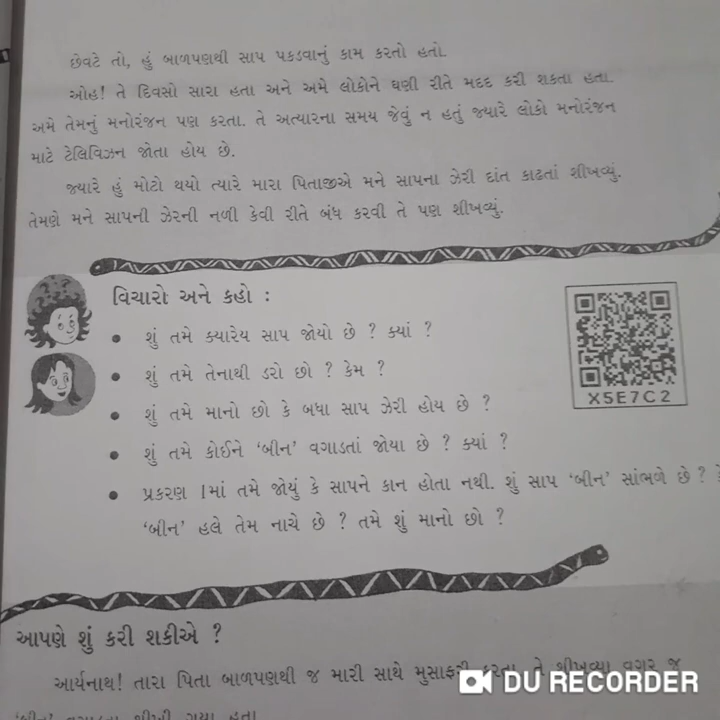 છેવટે તો, હું બાળપણથી સાપ પકડવાનું કામ કરતો હતો.
ઓહ! તે દિવસો સારા હતા અને અમે લોકોને ઘણી રીતે મદદ કરી શકતા હતા.
અમે તેમનું મનોરંજન પણ કરતા. તે અત્યારના સમય જેવું ન હતું જ્યારે લોકો મનોરંજન
માટે ટેલિવિઝન જોતા હોય છે.
જ્યારે હું મોટો થયો ત્યારે મારા પિતાજીએ મને સાપના ઝેરી દાંત કાઢતાં શીખવ્યું.
તેમણે મને સાપની ઝેરની નળી કેવી રીતે બંધ કરવી તે પણ શીખવ્યું.
વિચારો અને કહો :
• શું તમે ક્યારેય સાપ જોયો છે ? ક્યાં ?
• શું તમે તેનાથી ડરો છો ? કેમ ?
• શું તમે માનો છો કે બધા સાપ ઝેરી હોય છે ?
• શું તમે કોઈને ‘બીન’ વગાડતાં જોયા છે ? ક્યાં ?
• પ્રકરણ 1માં તમે જોયું કે સાપને કાન હોતા નથી. શું સાપ ‘બીન’ સાંભળે છે ?
‘બીન’ હલે તેમ નાચે છે ? તમે શું માનો છો ?
X5E7C2
આપણે શું કરી શકીએ ?
આર્યનાથ! તારા પિતા બાળપણથી જ મારી સાથે મુસાફરી કરતા. તે શીખવ્યા વગર જ
DU RECORDER